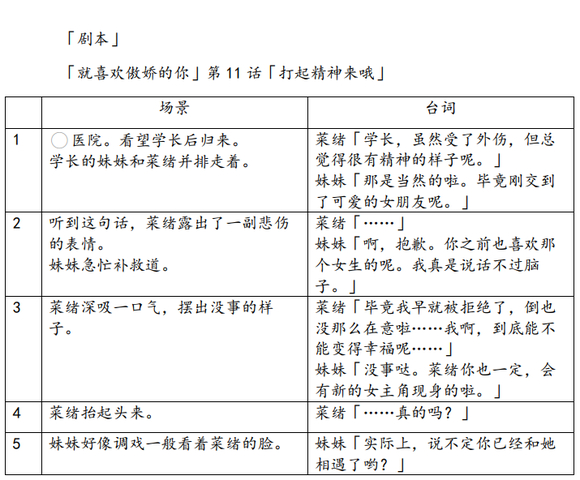 「剧本」
「就喜欢傲娇的你」第 11 话「打起精神来哦」
场景
台词
1
◯医院。看望学长后归来。
学长的妹妹和菜绪并排走着。
菜绪「学长，虽然受了外伤，但总
觉得很有精神的样子呢。」
妹妹「那是当然的啦。毕竟刚交到
了可爱的女朋友呢。」
2
听到这句话，菜绪露出了一副悲伤
的表情。
妹妹急忙补救道。
菜绪「……」
妹妹「啊，抱歉。你之前也喜欢那
个女生的呢。我真是说话不过脑
子。」
3
菜绪深吸一口气，摆出没事的样
子。
菜绪「毕竟我早就被拒绝了，倒也
没那么在意啦……我啊，到底能不
能变得幸福呢……」
妹妹「没事哒。菜绪你也一定，会
有新的女主角现身的啦。」
4
菜绪抬起头来。
菜绪「……真的吗？」
5
妹妹好像调戏一般看着菜绪的脸。
妹妹「实际上，说不定你已经和她
相遇了哟？」